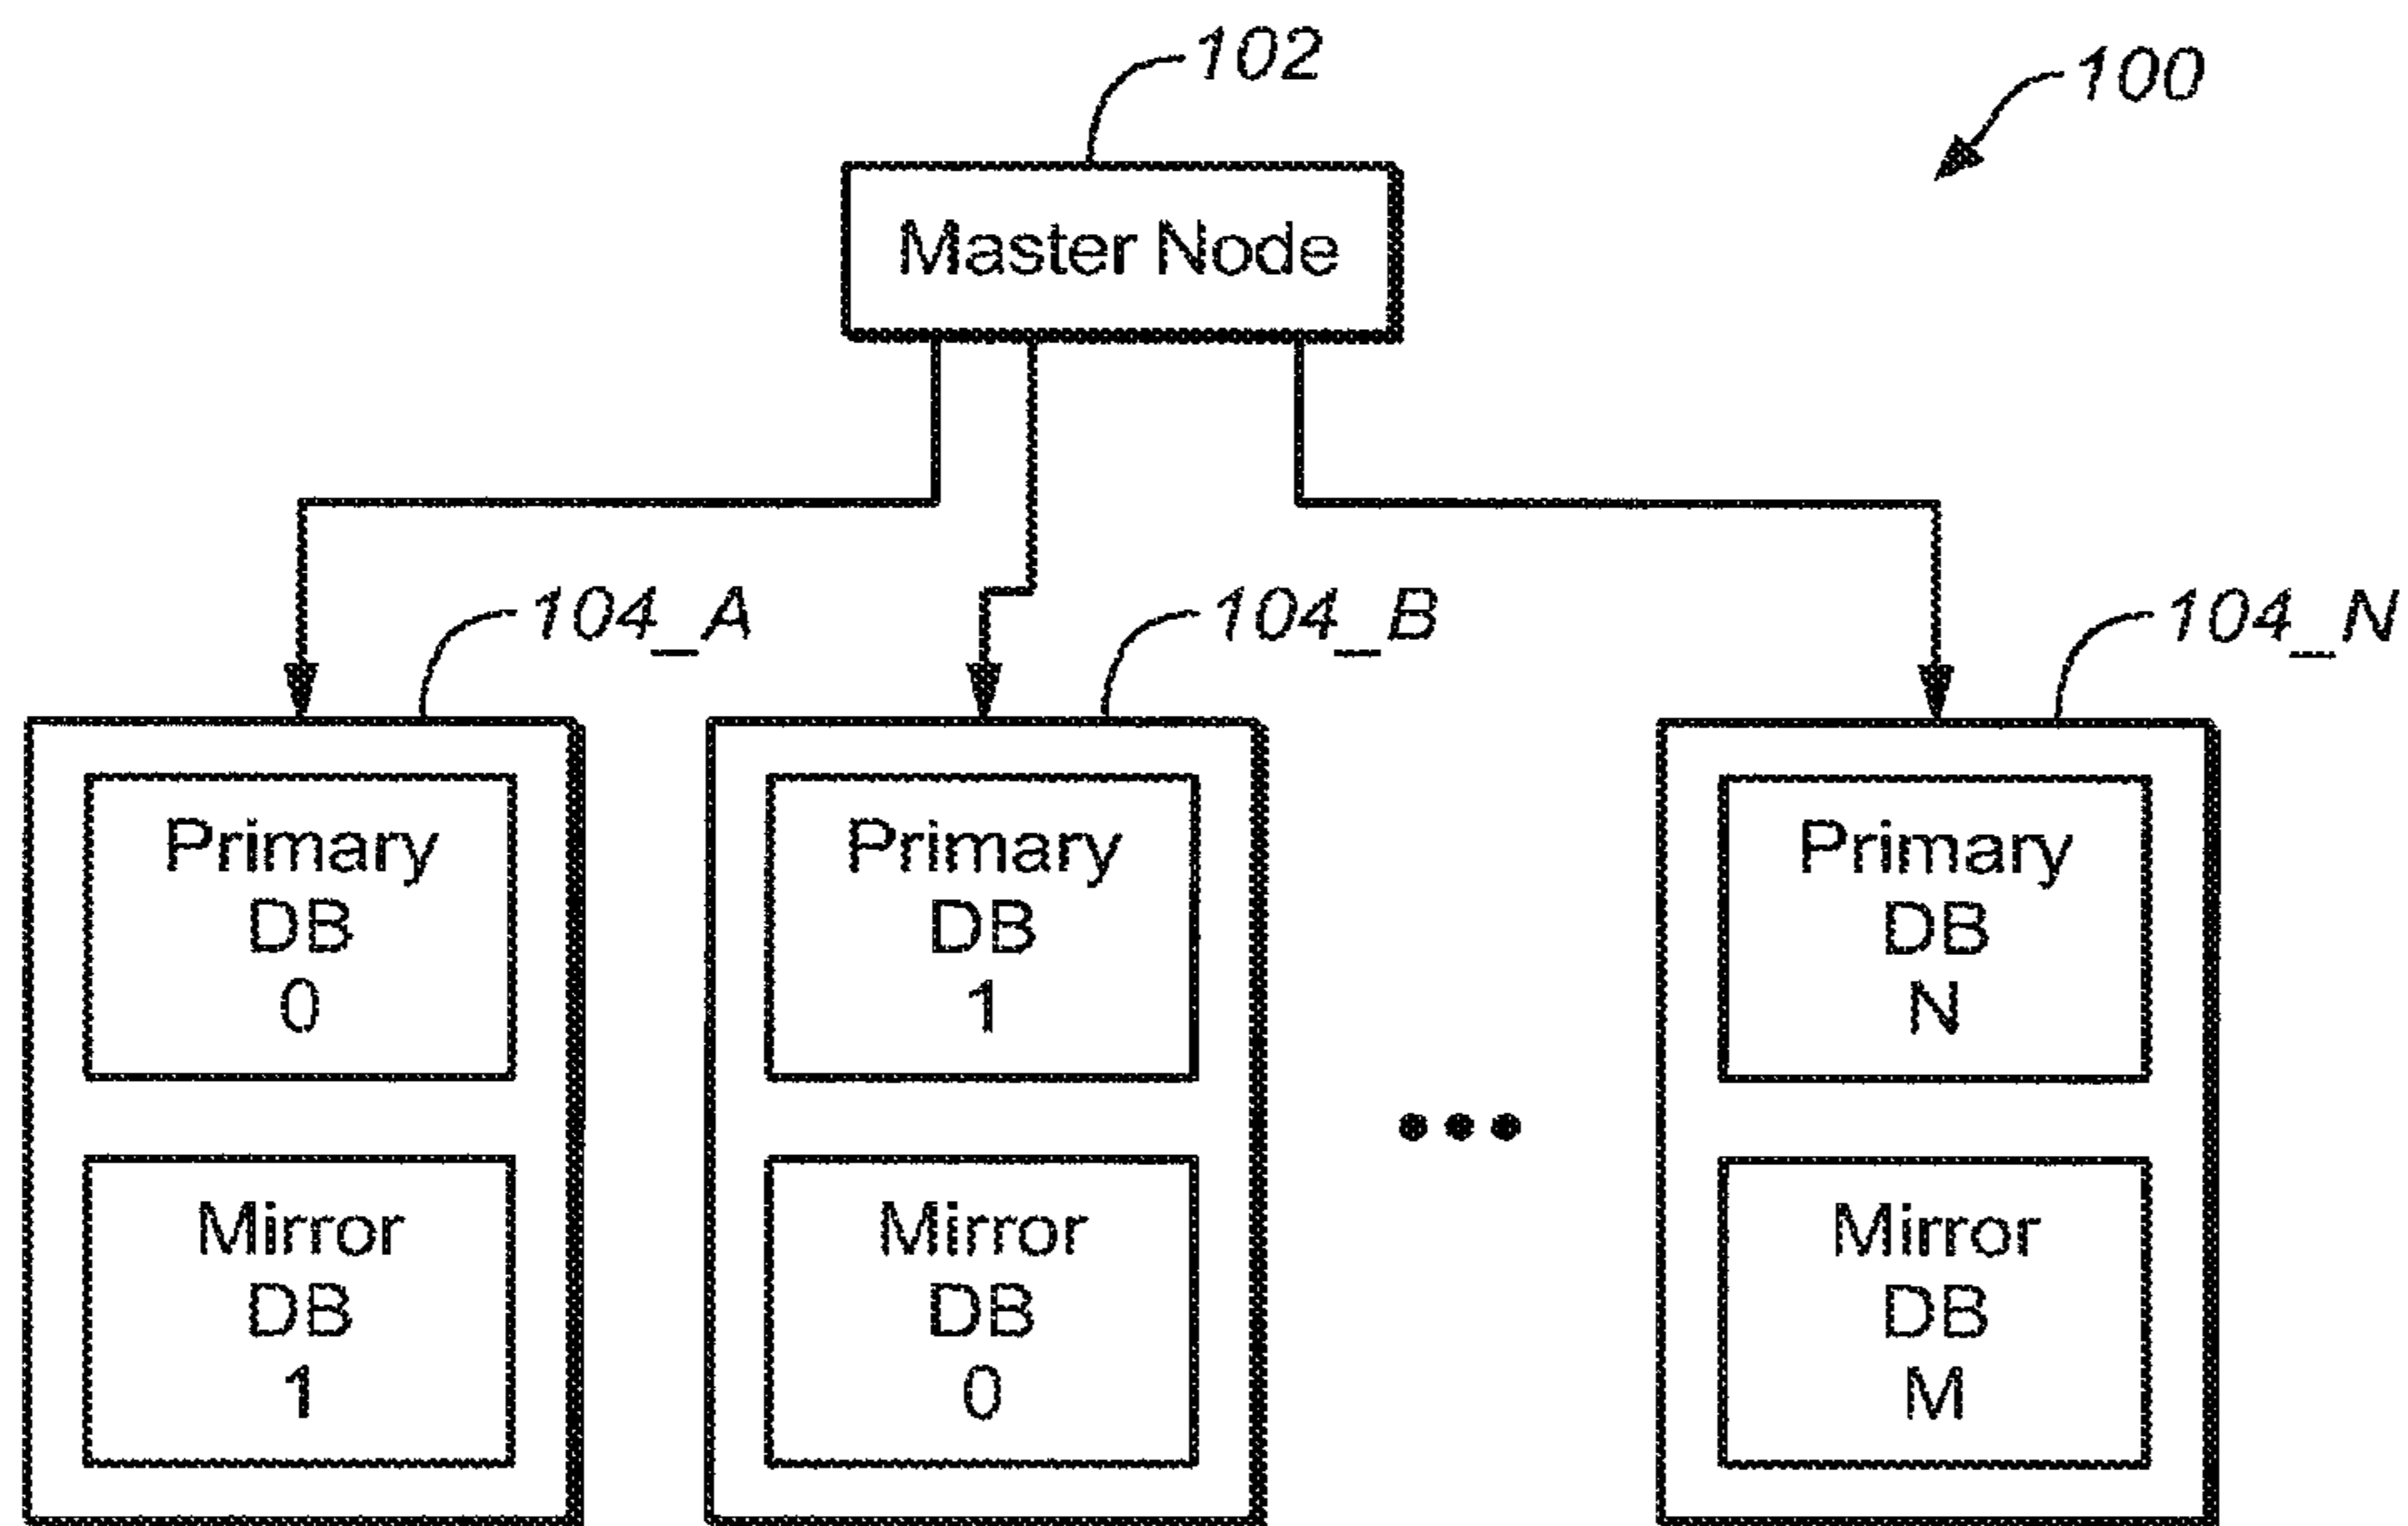 102
100
Master Node
104_A
104_B
104_N
Primary
DB
0
Primary
DB
1
Primary
DB
N
Mirror
DB
1
Mirror
DB
0
Mirror
DB
M